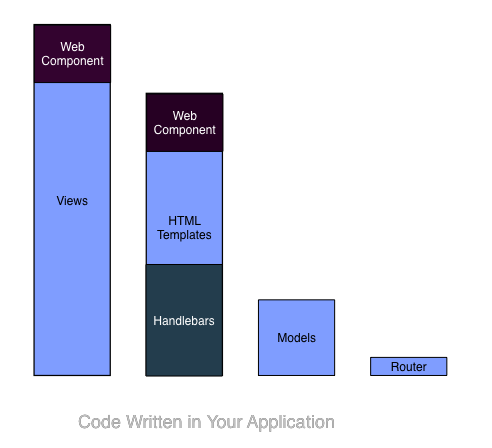 Web
Component
Views
Web
Component
HTML
Templates
Handlebars
Models
Router
Code Written in Your Application